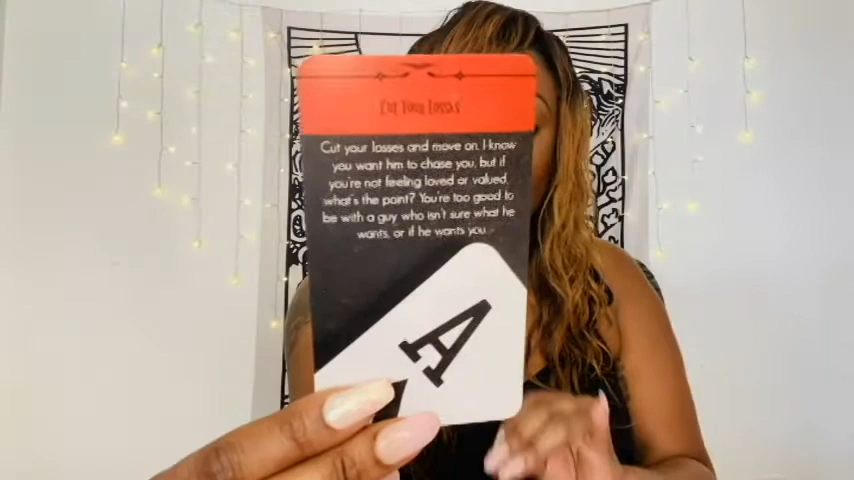 Cut Your Losses
Cut your losses and move on. I know
you want him to chase you, but if
you're not feeling loved or valued,
what's the point? You're too good to
be with a guy who isn't sure what he
wants, or if he wants you.
A